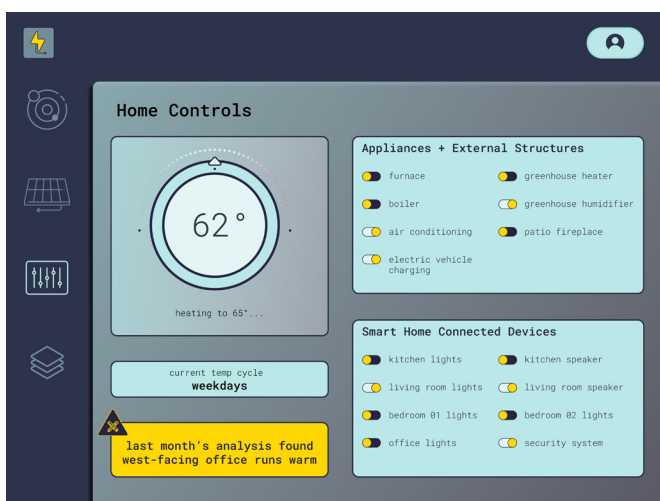 Home Controls
62°
heating to 65°...
current temp cycle
weekdays
last month's analysis found
west-facing office runs warm
Appliances + External Structures
furnace
greenhouse heater
boiler
greenhouse humidifier
air conditioning
patio fireplace
electric vehicle
charging
Smart Home Connected Devices
kitchen lights
kitchen speaker
living room lights
living room speaker
bedroom 01 lights
bedroom 02 lights
office lights
security system